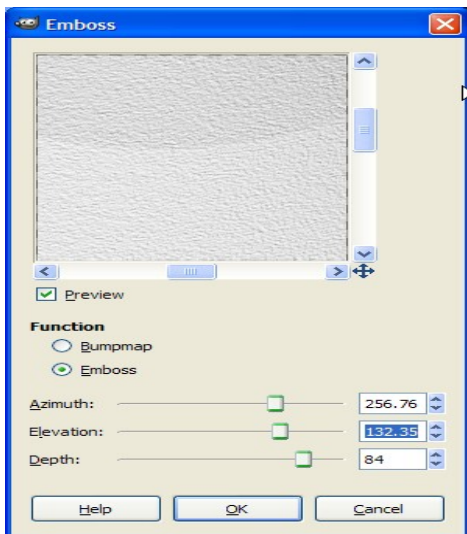 Emboss
Preview
Function
Bumpmap
Emboss
Azimuth: 256.76
Elevation: 132.35
Depth: 84
Help OK Cancel